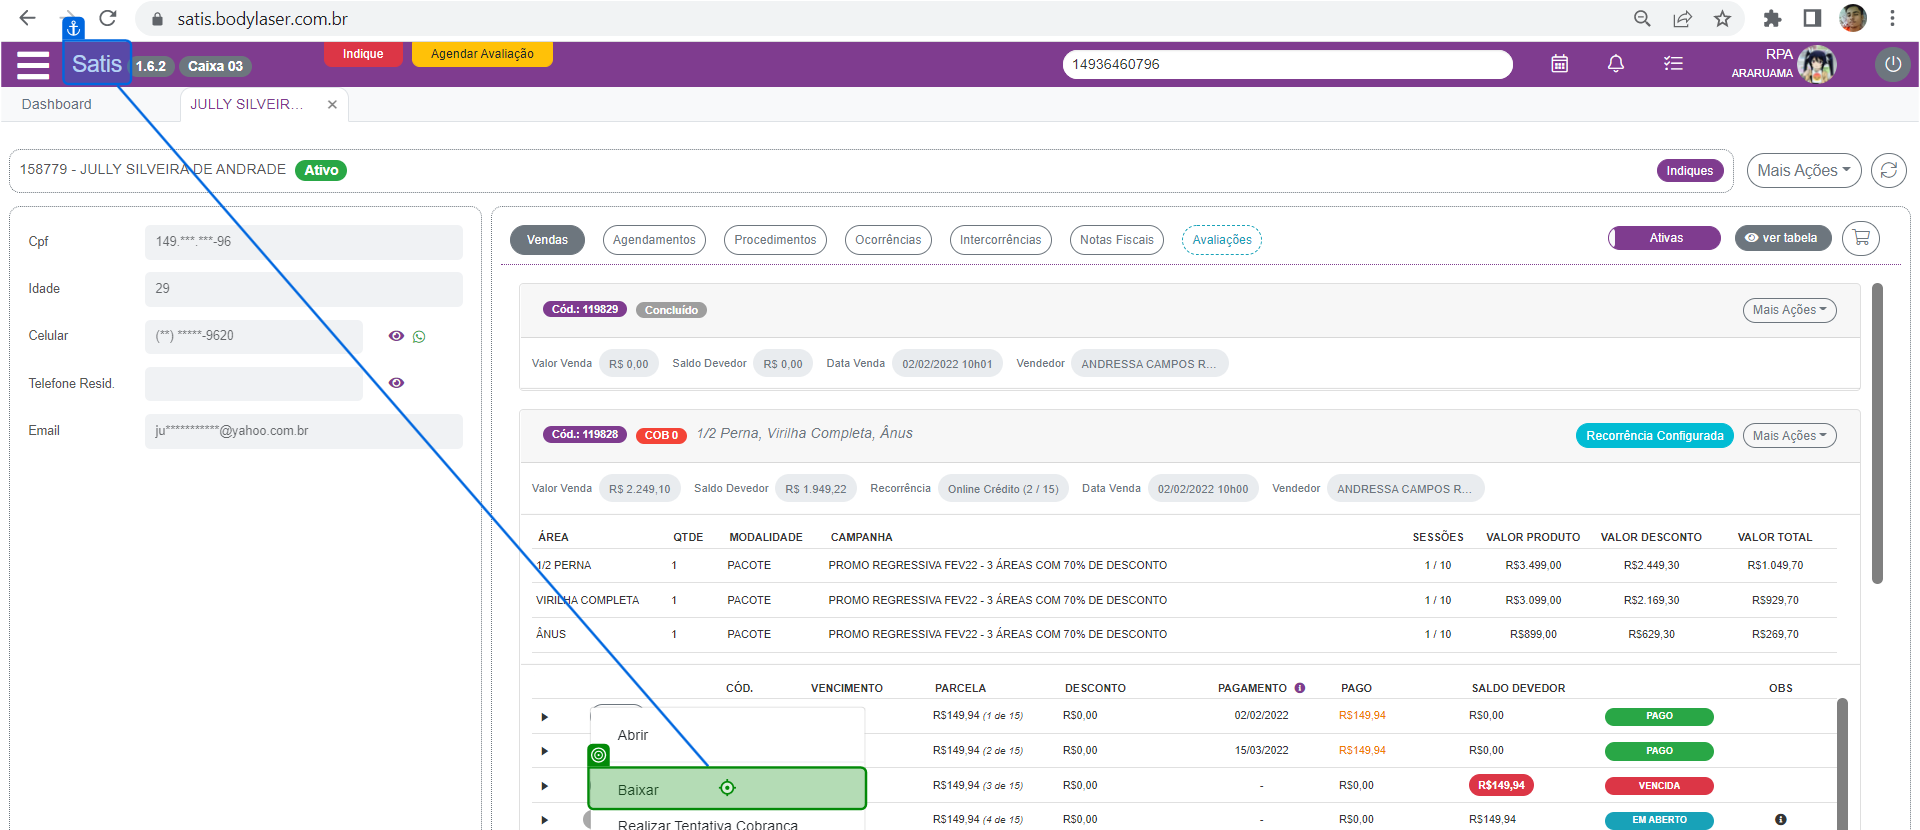 satis.bodylaser.com.br
Satis 1.6.2 Caixa 03 Indique Agendar Avaliação 14936460796 RPA
ARARUAMA
Dashboard JULLY SILVEIR...
158779 - JULLY SILVEIRA DE ANDRADE Ativo Indiques Mais Ações
Cpf 149.***.***-96
Idade 29
Celular (**) *****-9620
Telefone Resid.
Email ju***********@yahoo.com.br
Vendas Agendamentos Procedimentos Ocorrências Intercorrências Notas Fiscais Avaliações Ativas ver tabela
Cód.: 119829 Concluído Mais Ações
Valor Venda R$ 0,00 Saldo Devedor R$ 0,00 Data Venda 02/02/2022 10h01 Vendedor ANDRESSA CAMPOS R...
Cód.: 119828 COB 0 1/2 Perna, Virilha Completa, Ânus Recorrência Configurada Mais Ações
Valor Venda R$ 2.249,10 Saldo Devedor R$ 1.949,22 Recorrência Online Crédito (2 / 15) Data Venda 02/02/2022 10h00 Vendedor ANDRESSA CAMPOS R...
ÁREA QTDE MODALIDADE CAMPANHA SESSÕES VALOR PRODUTO VALOR DESCONTO VALOR TOTAL
1/2 PERNA 1 PACOTE PROMO REGRESSIVA FEV22 - 3 ÁREAS COM 70% DE DESCONTO 1 / 10 R$3.499,00 R$2.449,30 R$1.049,70
VIRILHA COMPLETA 1 PACOTE PROMO REGRESSIVA FEV22 - 3 ÁREAS COM 70% DE DESCONTO 1 / 10 R$3.099,00 R$2.169,30 R$929,70
ÂNUS 1 PACOTE PROMO REGRESSIVA FEV22 - 3 ÁREAS COM 70% DE DESCONTO 1 / 10 R$899,00 R$629,30 R$269,70
CÓD. VENCIMENTO PARCELA DESCONTO PAGAMENTO PAGO SALDO DEVEDOR OBS
R$149,94 (1 de 15) R$0,00 02/02/2022 R$149,94 R$0,00 PAGO
Abrir
R$149,94 (2 de 15) R$0,00 15/03/2022 R$149,94 R$0,00 PAGO
Baixar
R$149,94 (3 de 15) R$0,00 - R$0,00 R$149,94 VENCIDA
Realizar Tentativa Cobrança
R$149,94 (4 de 15) R$0,00 - R$0,00 R$149,94 EM ABERTO